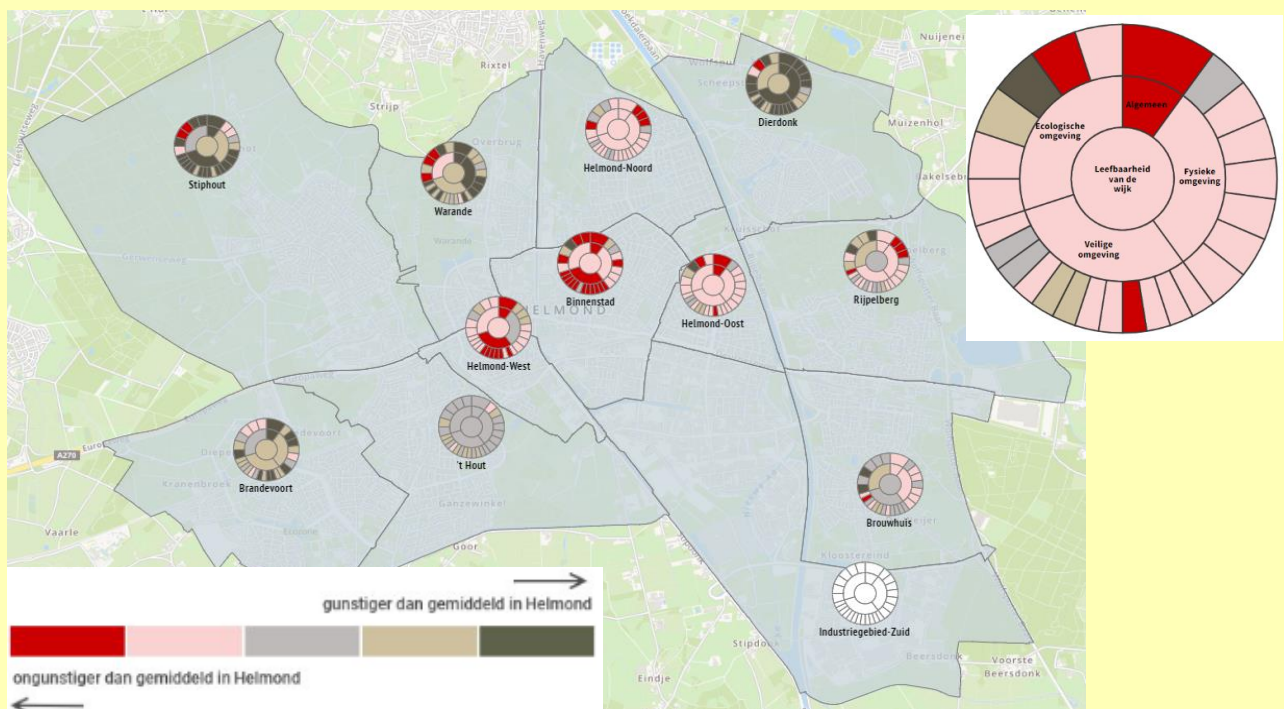 Rixtel
Strijp
Nuijenen
Muizenhol
Dierdonk
Helmond-Noord
Stiphout
Overbrug
Warande
Warande
Binnenstad
HELMOND
Helmond-Oost
Rijpelberg
Helmond-West
't Hout
Brandevoort
Kranenbroek
Ganzewinkel
A270
Vaarle
Goor
Brouwhuis
Kloostereind
Industriegebied-Zuid
Stipdonk
Eindje
Beersdonk
Voorste
Beersdonk
Algemeen
Ecologische
omgeving
Leefbaarheid
van de
wijk
Fysieke
omgeving
Veilige
omgeving
gunstiger dan gemiddeld in Helmond
ongunstiger dan gemiddeld in Helmond